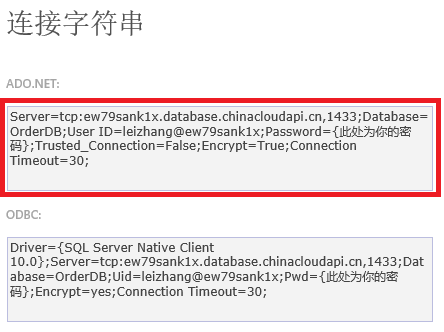 连接字符串
ADO.NET:
Server=tcp:ew79sank1x.database.chinacloudapi.cn,1433;Database=
OrderDB;User ID=leizhang@ew79sank1x;Password={此处为你的密
码};Trusted_Connection=False;Encrypt=True;Connection
Timeout=30;
ODBC:
Driver={SQL Server Native Client
10.0};Server=tcp:ew79sank1x.database.chinacloudapi.cn,1433;Dat
abase=OrderDB;Uid=leizhang@ew79sank1x;Pwd={此处为你的密
码};Encrypt=yes;Connection Timeout=30;